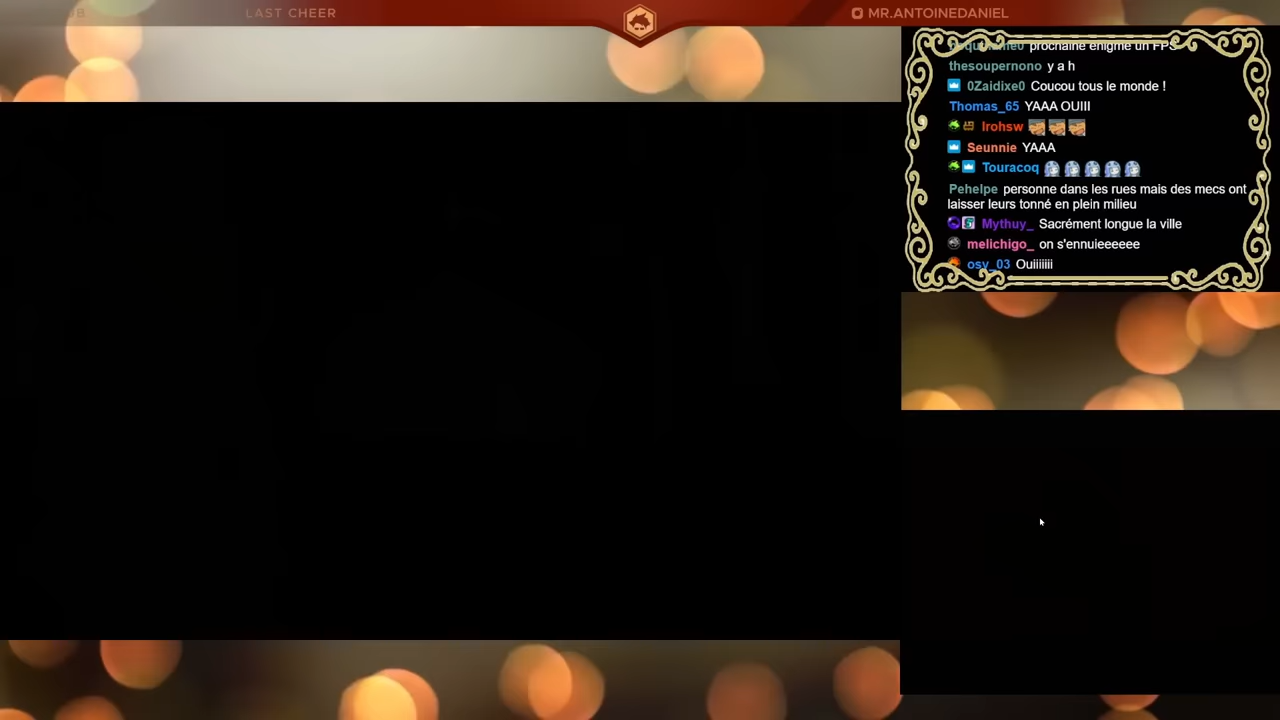 LAST CHEER
MR.ANTOINEDANIEL
prochaine énigme un FPS
thesoupernono y a h
0Zaidixe0 Coucou tous le monde !
Thomas_65 YAAA OUIII
Irohsw
Seunnie YAAA
Touracoq
Pehelpe personne dans les rues mais des mecs ont
laisser leurs tonné en plein milieu
Mythuy_ Sacrément longue la ville
melichigo_ on s'ennuieeeeee
osy_03 Ouiiiiiii